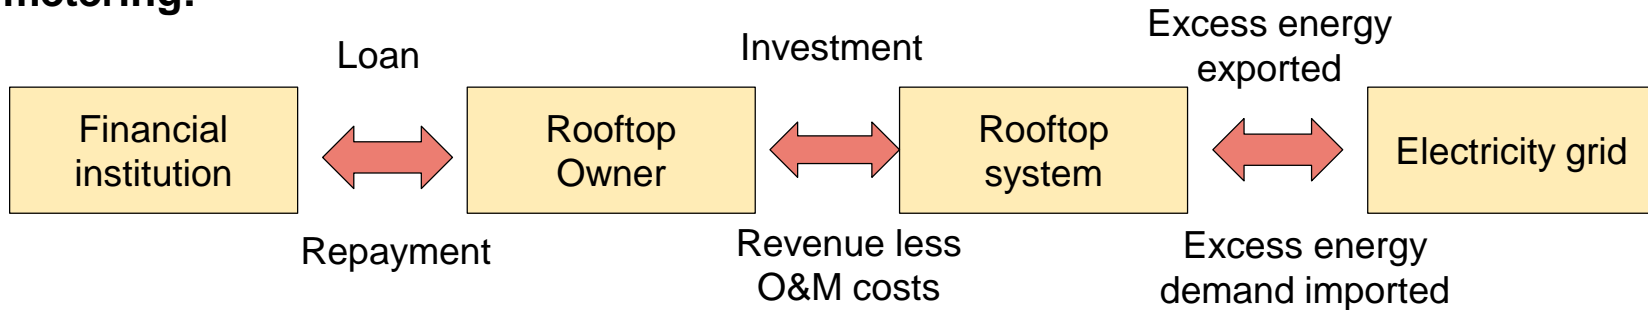 metering:
Loan
Investment
Excess energy
exported
Financial
institution
Rooftop
Owner
Rooftop
system
Electricity grid
Repayment
Revenue less
O&M costs
Excess energy
demand imported